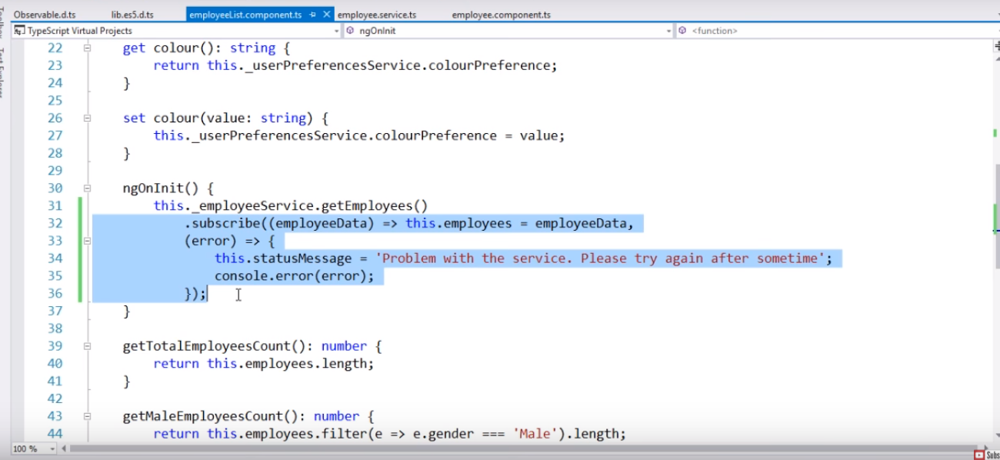 Observable.d.ts lib.es5.d.ts employeeList.component.ts employee.service.ts employee.component.ts
TypeScript Virtual Projects ngOnInit <function>
22 get colour(): string {
23 return this._userPreferencesService.colourPreference;
24 }
25
26 set colour(value: string) {
27 this._userPreferencesService.colourPreference = value;
28 }
29
30 ngOnInit() {
31 this._employeeService.getEmployees()
32 .subscribe((employeeData) => this.employees = employeeData,
33 (error) => {
34 this.statusMessage = 'Problem with the service. Please try again after sometime';
35 console.error(error);
36 });
37 }
38
39 getTotalEmployeesCount(): number {
40 return this.employees.length;
41 }
42
43 getMaleEmployeesCount(): number {
44 return this.employees.filter(e => e.gender === 'Male').length;
100 %
Subs